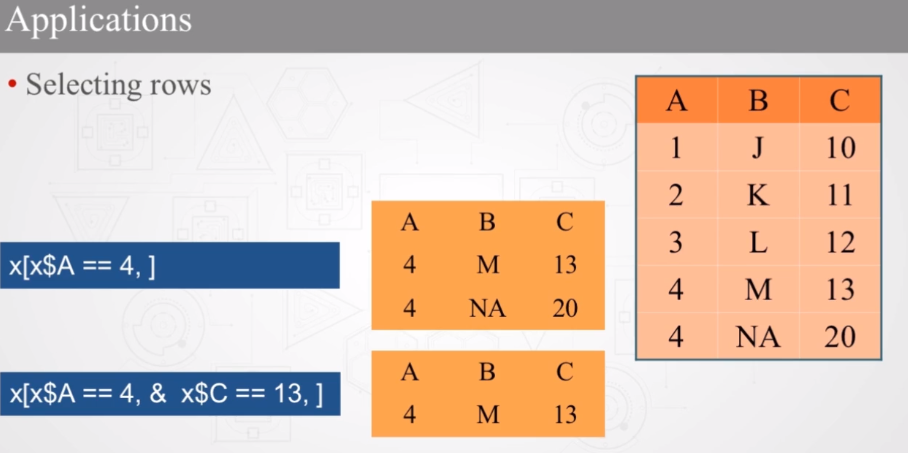 Applications
• Selecting rows
x[x$A == 4, ]
A B C
4 M 13
4 NA 20
x[x$A == 4, & x$C == 13, ]
A B C
4 M 13
A B C
1 J 10
2 K 11
3 L 12
4 M 13
4 NA 20